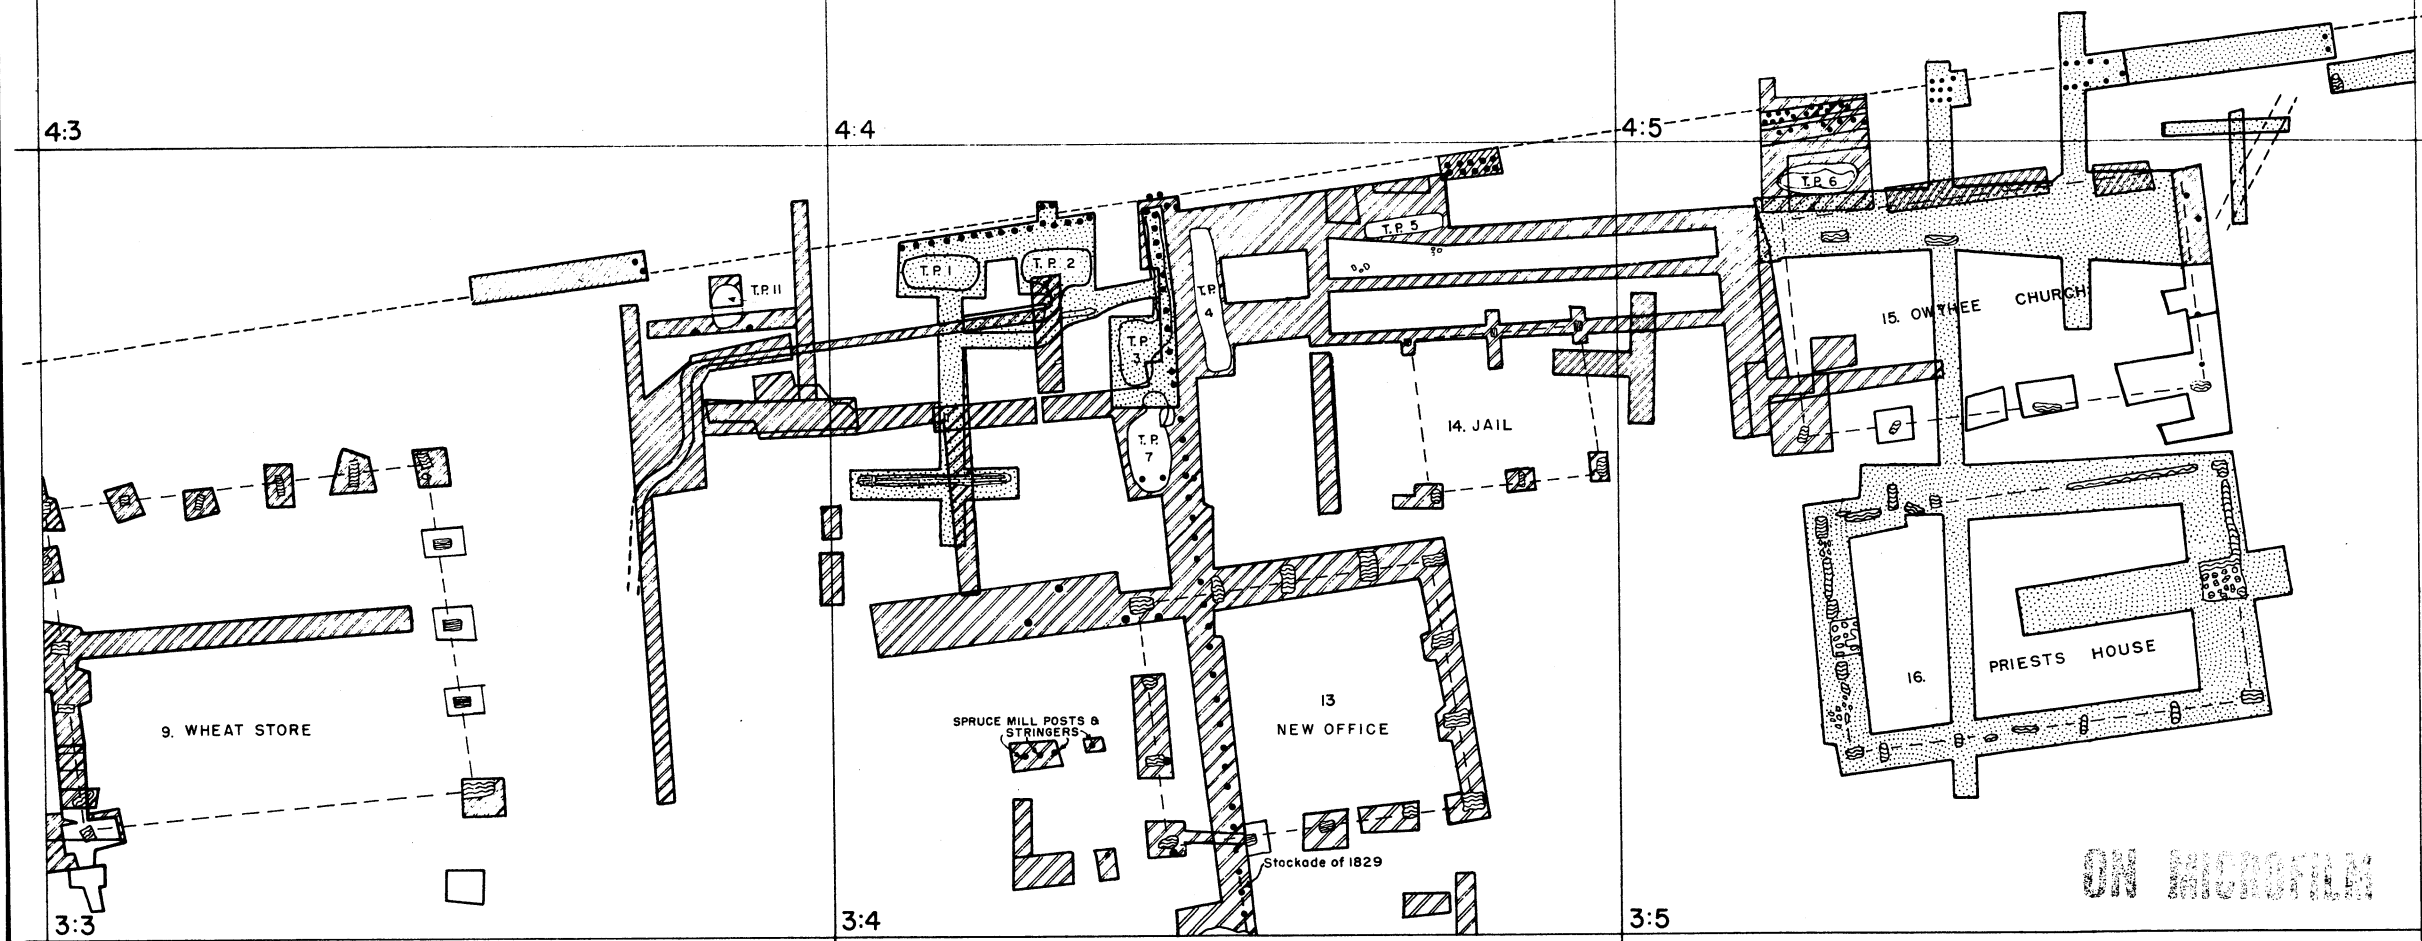 4:3
4:4
4:5
T.P. 6
T.P. 5
T.P. 1
T.P. 2
T.P. 11
T.P.
4
T.P.
3
15. OWYHEE CHURCH
14. JAIL
T.P.
7
PRIESTS HOUSE
16.
13
NEW OFFICE
SPRUCE MILL POSTS &
STRINGERS
9. WHEAT STORE
Stockade of 1829
ON MICROFILM
3:3
3:4
3:5